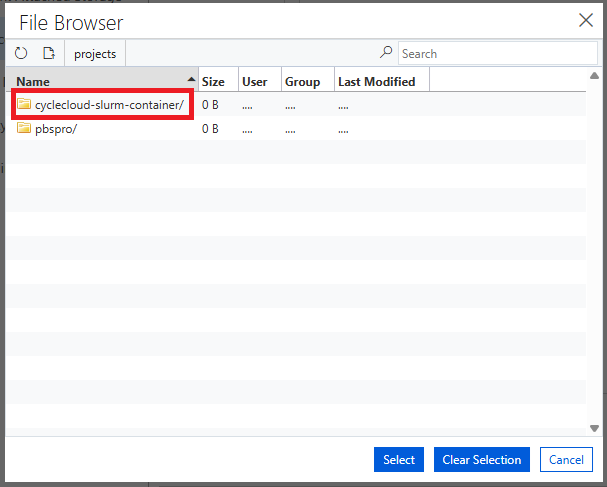 File Browser
projects
Search
Name Size User Group Last Modified
cyclecloud-slurm-container/ 0 B .... .... ....
pbspro/ 0 B .... .... ....
Select Clear Selection Cancel